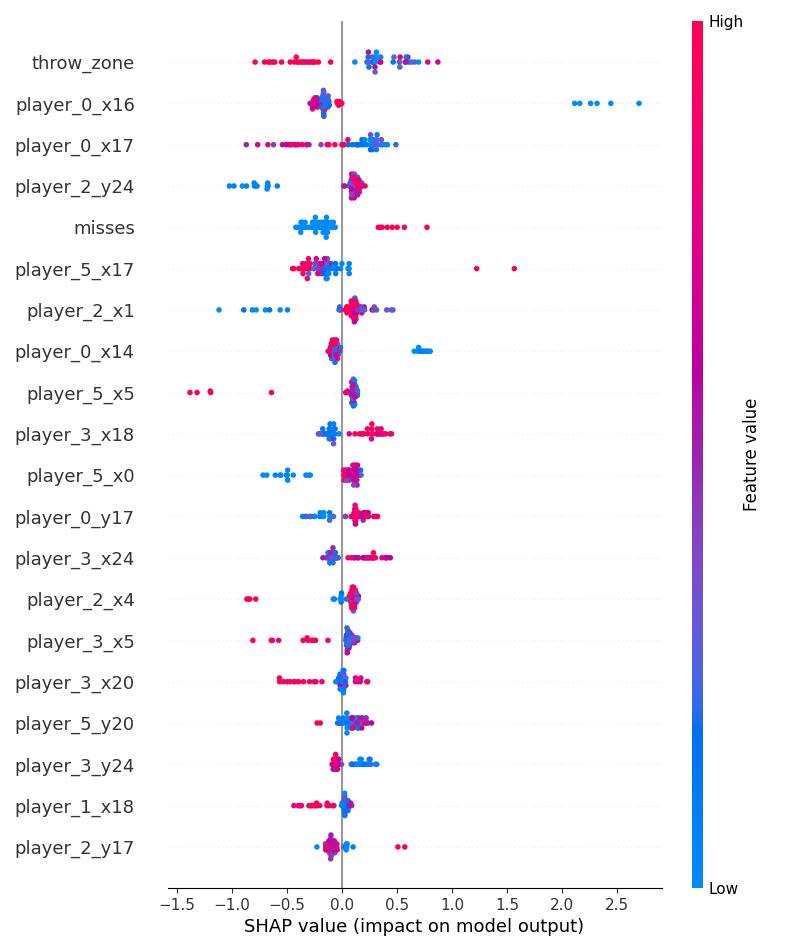 throw_zone
player_0_x16
player_0_x17
player_2_y24
misses
player_5_x17
player_2_x1
player_0_x14
player_5_x5
player_3_x18
player_5_x0
player_0_y17
player_3_x24
player_2_x4
player_3_x5
player_3_x20
player_5_y20
player_3_y24
player_1_x18
player_2_y17
−1.5 −1.0 −0.5 0.0 0.5 1.0 1.5 2.0 2.5
SHAP value (impact on model output)
High
Feature value
Low